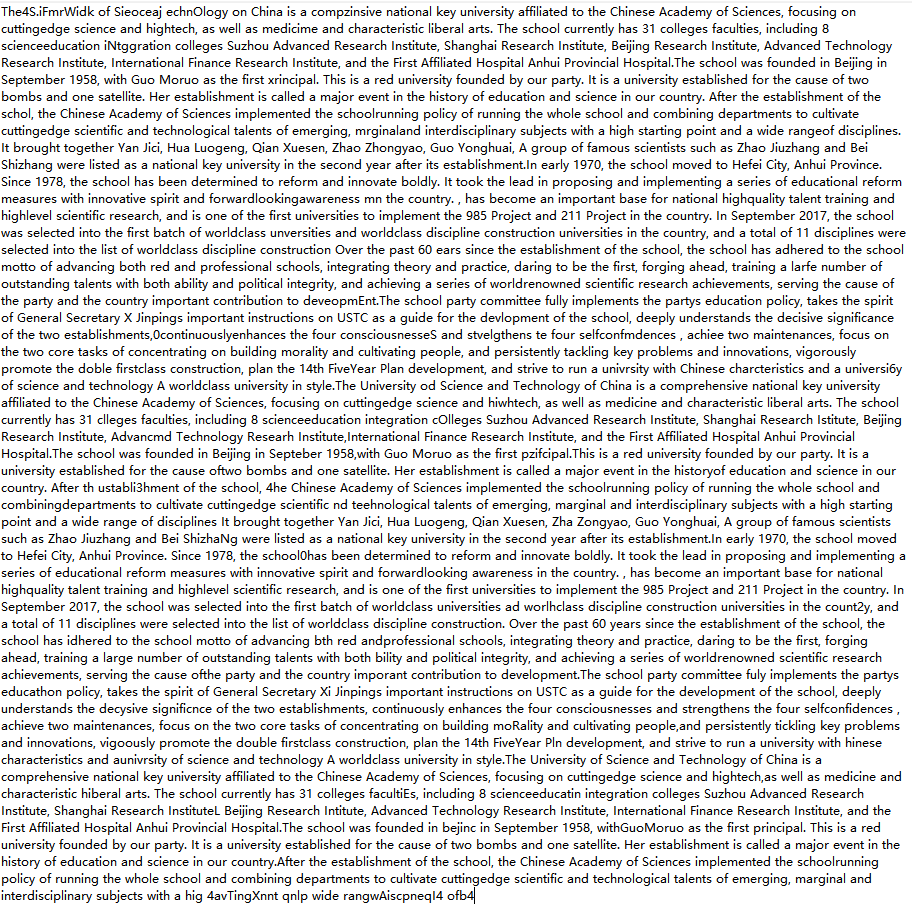 The4S.iFmrWidk of Sieoceaj echnOlogy on China is a compzinsive national key university affiliated to the Chinese Academy of Sciences, focusing on
cuttingedge science and hightech, as well as medicime and characteristic liberal arts. The school currently has 31 colleges faculties, including 8
scienceeducation iNtggration colleges Suzhou Advanced Research Institute, Shanghai Research Institute, Beijing Research Institute, Advanced Technology
Research Institute, International Finance Research Institute, and the First Affiliated Hospital Anhui Provincial Hospital.The school was founded in Beijing in
September 1958, with Guo Moruo as the first xrincipal. This is a red university founded by our party. It is a university established for the cause of two
bombs and one satellite. Her establishment is called a major event in the history of education and science in our country. After the establishment of the
schol, the Chinese Academy of Sciences implemented the schoolrunning policy of running the whole school and combining departments to cultivate
cuttingedge scientific and technological talents of emerging, mrginaland interdisciplinary subjects with a high starting point and a wide rangeof disciplines.
It brought together Yan Jici, Hua Luogeng, Qian Xuesen, Zhao Zhongyao, Guo Yonghuai, A group of famous scientists such as Zhao Jiuzhang and Bei
Shizhang were listed as a national key university in the second year after its establishment.In early 1970, the school moved to Hefei City, Anhui Province.
Since 1978, the school has been determined to reform and innovate boldly. It took the lead in proposing and implementing a series of educational reform
measures with innovative spirit and forwardlookingawareness mn the country. , has become an important base for national highquality talent training and
highlevel scientific research, and is one of the first universities to implement the 985 Project and 211 Project in the country. In September 2017, the school
was selected into the first batch of worldclass unversities and worldclass discipline construction universities in the country, and a total of 11 disciplines were
selected into the list of worldclass discipline construction Over the past 60 ears since the establishment of the school, the school has adhered to the school
motto of advancing both red and professional schools, integrating theory and practice, daring to be the first, forging ahead, training a larfe number of
outstanding talents with both ability and political integrity, and achieving a series of worldrenowned scientific research achievements, serving the cause of
the party and the country important contribution to deveopmEnt.The school party committee fully implements the partys education policy, takes the spirit
of General Secretary X Jinpings important instructions on USTC as a guide for the devlopment of the school, deeply understands the decisive significance
of the two establishments,0continuouslyenhances the four consciousnesseS and stvelgthens te four selfconfmdences , achiee two maintenances, focus on
the two core tasks of concentrating on building morality and cultivating people, and persistently tackling key problems and innovations, vigorously
promote the doble firstclass construction, plan the 14th FiveYear Plan development, and strive to run a univrsity with Chinese charcteristics and a universi6y
of science and technology A worldclass university in style.The University od Science and Technology of China is a comprehensive national key university
affiliated to the Chinese Academy of Sciences, focusing on cuttingedge science and hiwhtech, as well as medicine and characteristic liberal arts. The school
currently has 31 clleges faculties, including 8 scienceeducation integration cOlleges Suzhou Advanced Research Institute, Shanghai Research Istitute, Beijing
Research Institute, Advancmd Technology Researh Institute,International Finance Research Institute, and the First Affiliated Hospital Anhui Provincial
Hospital.The school was founded in Beijing in Septeber 1958,with Guo Moruo as the first pzifcipal.This is a red university founded by our party. It is a
university established for the cause oftwo bombs and one satellite. Her establishment is called a major event in the historyof education and science in our
country. After th ustabli3hment of the school, 4he Chinese Academy of Sciences implemented the schoolrunning policy of running the whole school and
combiningdepartments to cultivate cuttingedge scientific nd teehnological talents of emerging, marginal and interdisciplinary subjects with a high starting
point and a wide range of disciplines It brought together Yan Jici, Hua Luogeng, Qian Xuesen, Zha Zongyao, Guo Yonghuai, A group of famous scientists
such as Zhao Jiuzhang and Bei ShizhaNg were listed as a national key university in the second year after its establishment.In early 1970, the school moved
to Hefei City, Anhui Province. Since 1978, the school0has been determined to reform and innovate boldly. It took the lead in proposing and implementing a
series of educational reform measures with innovative spirit and forwardlooking awareness in the country. , has become an important base for national
highquality talent training and highlevel scientific research, and is one of the first universities to implement the 985 Project and 211 Project in the country. In
September 2017, the school was selected into the first batch of worldclass universities ad worlhclass discipline construction universities in the count2y, and
a total of 11 disciplines were selected into the list of worldclass discipline construction. Over the past 60 years since the establishment of the school, the
school has idhered to the school motto of advancing bth red andprofessional schools, integrating theory and practice, daring to be the first, forging
ahead, training a large number of outstanding talents with both bility and political integrity, and achieving a series of worldrenowned scientific research
achievements, serving the cause ofthe party and the country imporant contribution to development.The school party committee fuly implements the partys
educathon policy, takes the spirit of General Secretary Xi Jinpings important instructions on USTC as a guide for the development of the school, deeply
understands the decysive significnce of the two establishments, continuously enhances the four consciousnesses and strengthens the four selfconfidences ,
achieve two maintenances, focus on the two core tasks of concentrating on building moRality and cultivating people,and persistently tickling key problems
and innovations, vigoously promote the double firstclass construction, plan the 14th FiveYear Pln development, and strive to run a university with hinese
characteristics and aunivrsity of science and technology A worldclass university in style.The University of Science and Technology of China is a
comprehensive national key university affiliated to the Chinese Academy of Sciences, focusing on cuttingedge science and hightech,as well as medicine and
characteristic hiberal arts. The school currently has 31 colleges facultiEs, including 8 scienceeducatin integration colleges Suzhou Advanced Research
Institute, Shanghai Research InstituteL Beijing Research Intitute, Advanced Technology Research Institute, International Finance Research Institute, and the
First Affiliated Hospital Anhui Provincial Hospital.The school was founded in bejinc in September 1958, withGuoMoruo as the first principal. This is a red
university founded by our party. It is a university established for the cause of two bombs and one satellite. Her establishment is called a major event in the
history of education and science in our country.After the establishment of the school, the Chinese Academy of Sciences implemented the schoolrunning
policy of running the whole school and combining departments to cultivate cuttingedge scientific and technological talents of emerging, marginal and
interdisciplinary subjects with a hig 4avTingXnnt qnlp wide rangwAiscpneqI4 ofb4